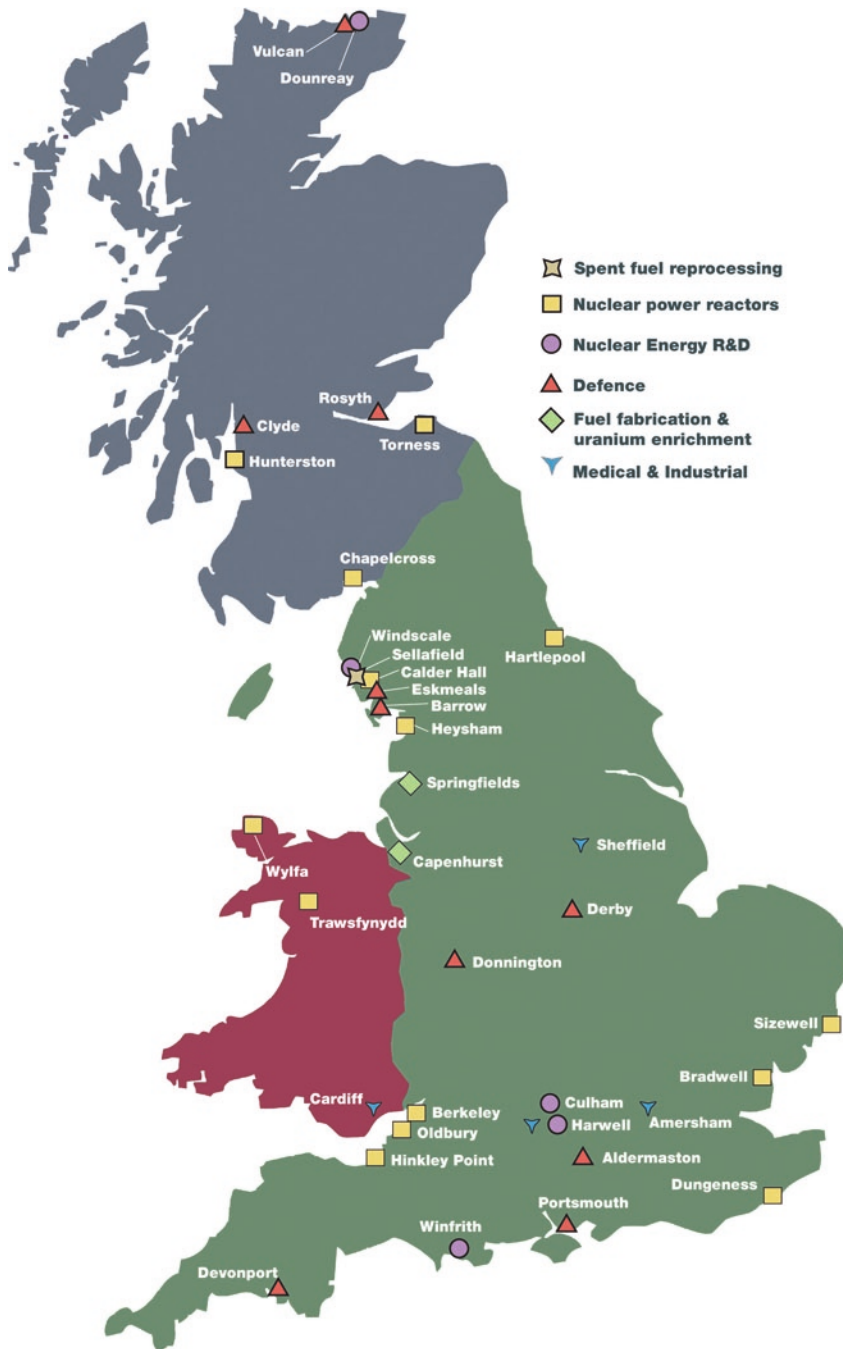 Vulcan
Dounreay
Spent fuel reprocessing
Nuclear power reactors
Nuclear Energy R&D
Defence
Fuel fabrication &
uranium enrichment
Medical & Industrial
Rosyth
Clyde
Torness
Hunterston
Chapelcross
Windscale
Sellafield
Calder Hall
Eskmeals
Barrow
Heysham
Hartlepool
Springfields
Capenhurst
Sheffield
Wylfa
Trawsfynydd
Derby
Donnington
Sizewell
Bradwell
Cardiff
Berkeley
Oldbury
Hinkley Point
Culham
Harwell
Amersham
Aldermaston
Dungeness
Portsmouth
Winfrith
Devonport